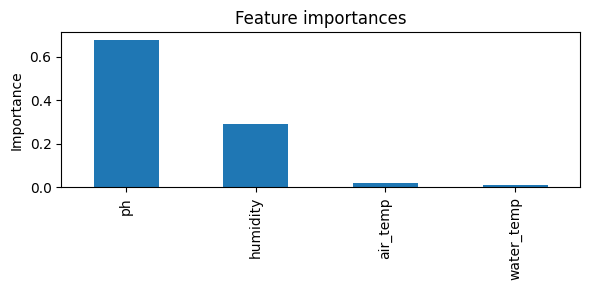 Feature importances
Importance
0.6
0.4
0.2
0.0
ph
humidity
air_temp
water_temp